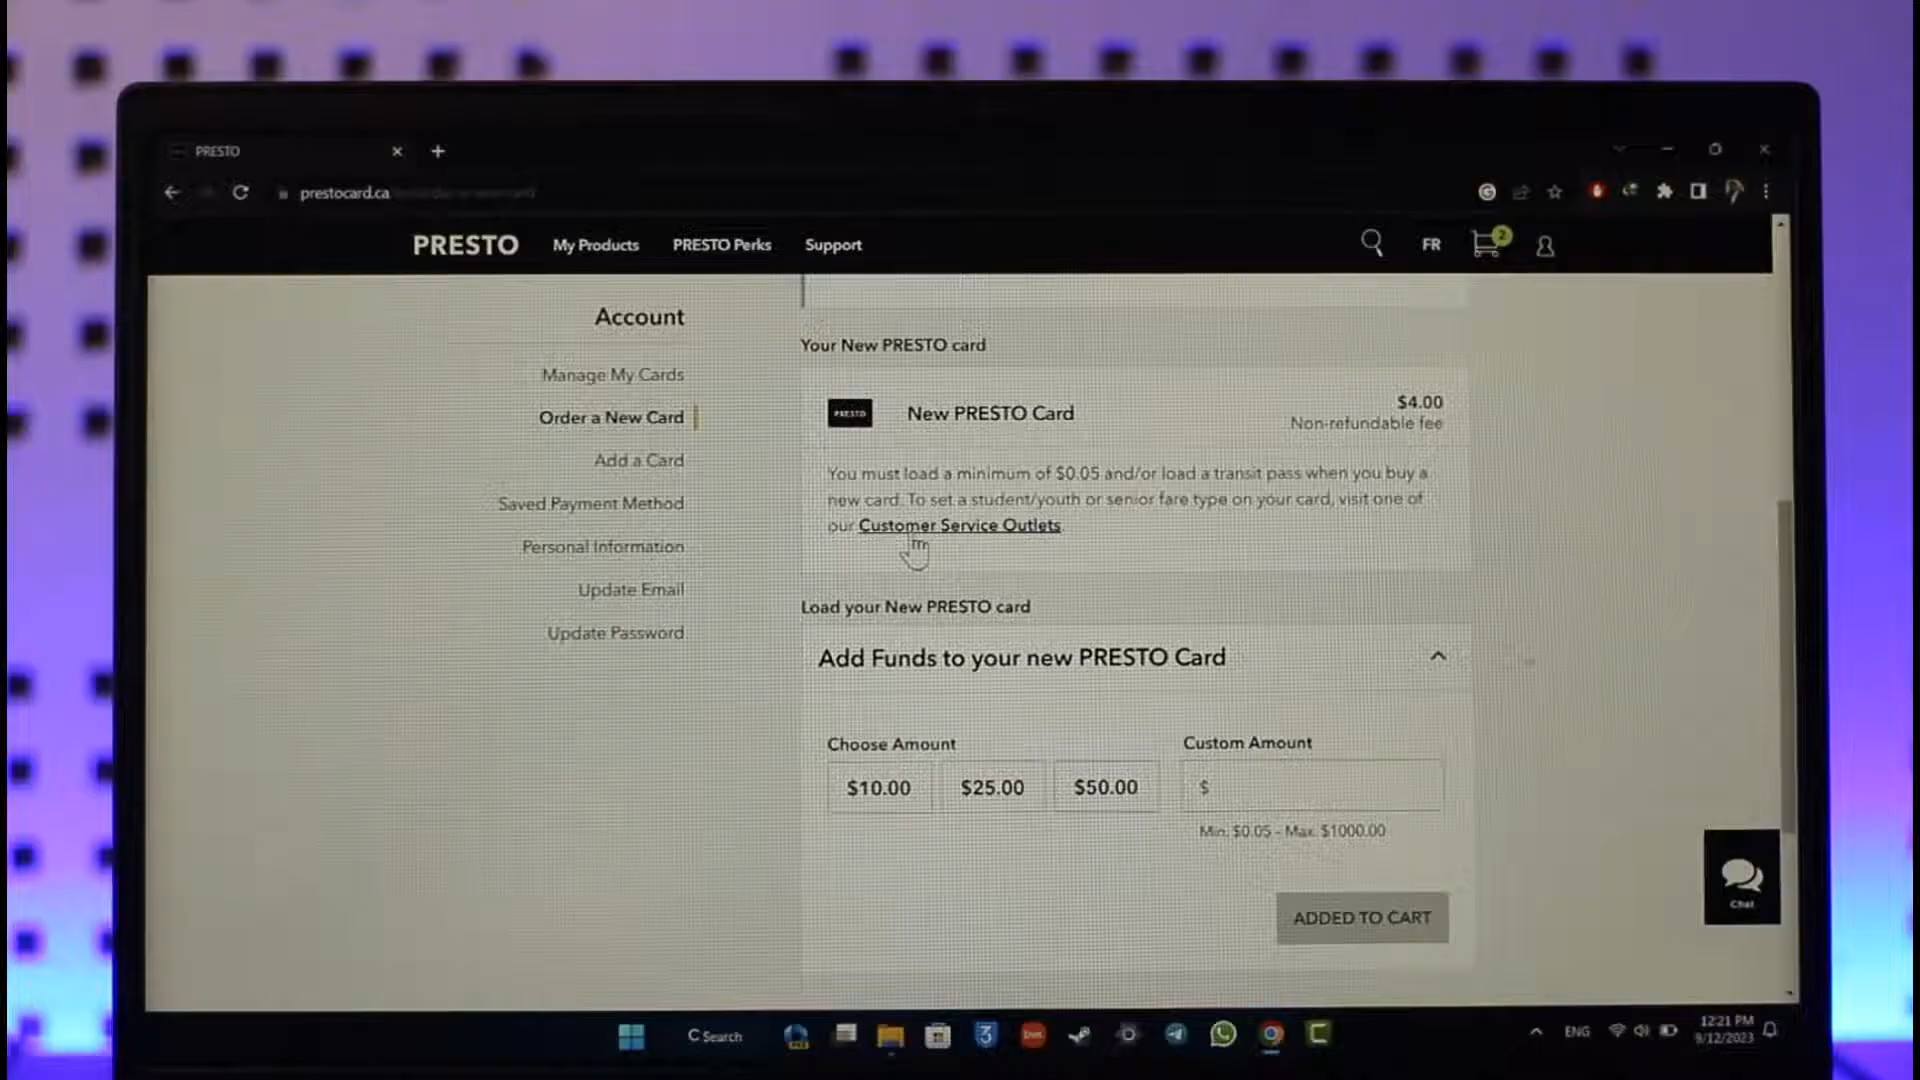 PRESTO
prestocard.ca
PRESTO My Products PRESTO Perks Support FR 2
Account
Manage My Cards
Order a New Card
Add a Card
Saved Payment Method
Personal Information
Update Email
Update Password
Your New PRESTO card
PRESTO New PRESTO Card $4.00
Non-refundable fee
You must load a minimum of $0.05 and/or load a transit pass when you buy a
new card. To set a student/youth or senior fare type on your card, visit one of
our Customer Service Outlets
Load your New PRESTO card
Add Funds to your new PRESTO Card
Choose Amount Custom Amount
$10.00 $25.00 $50.00 $
Min. $0.05 - Max. $1000.00
ADDED TO CART
Chat
Search
ENG
12:21 PM
9/12/2023